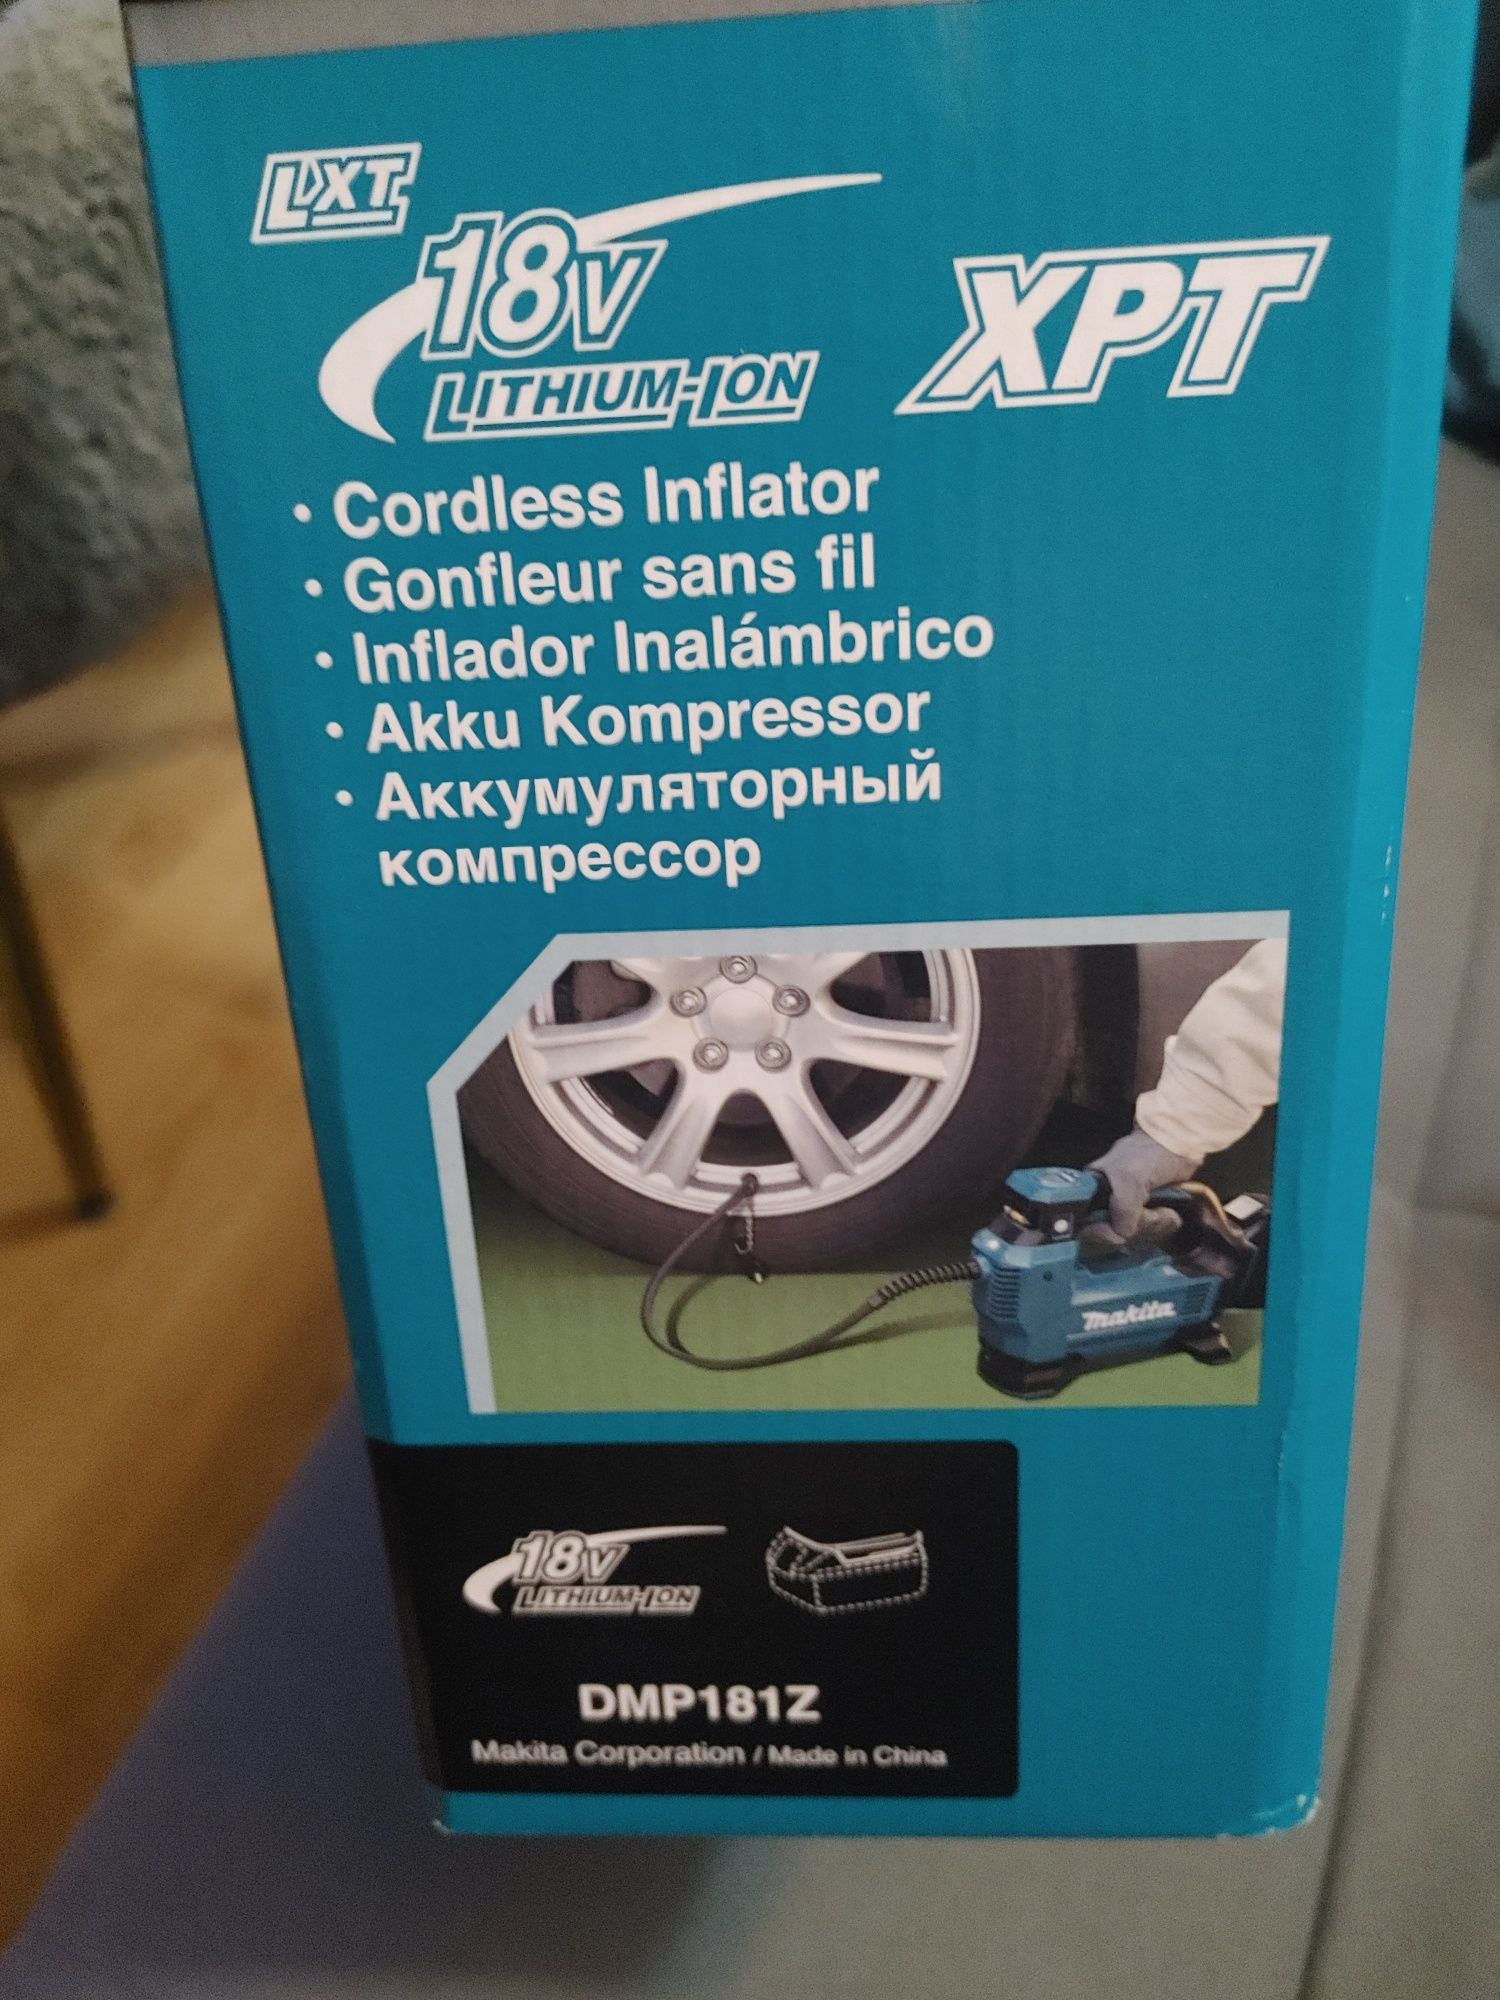 LXT
18V
LITHIUM-ION
XPT
• Cordless Inflator
• Gonfleur sans fil
• Inflador Inalámbrico
• Akku Kompressor
• Аккумуляторный
компрессор
makita
18V
LITHIUM-ION
DMP181Z
Makita Corporation / Made in China